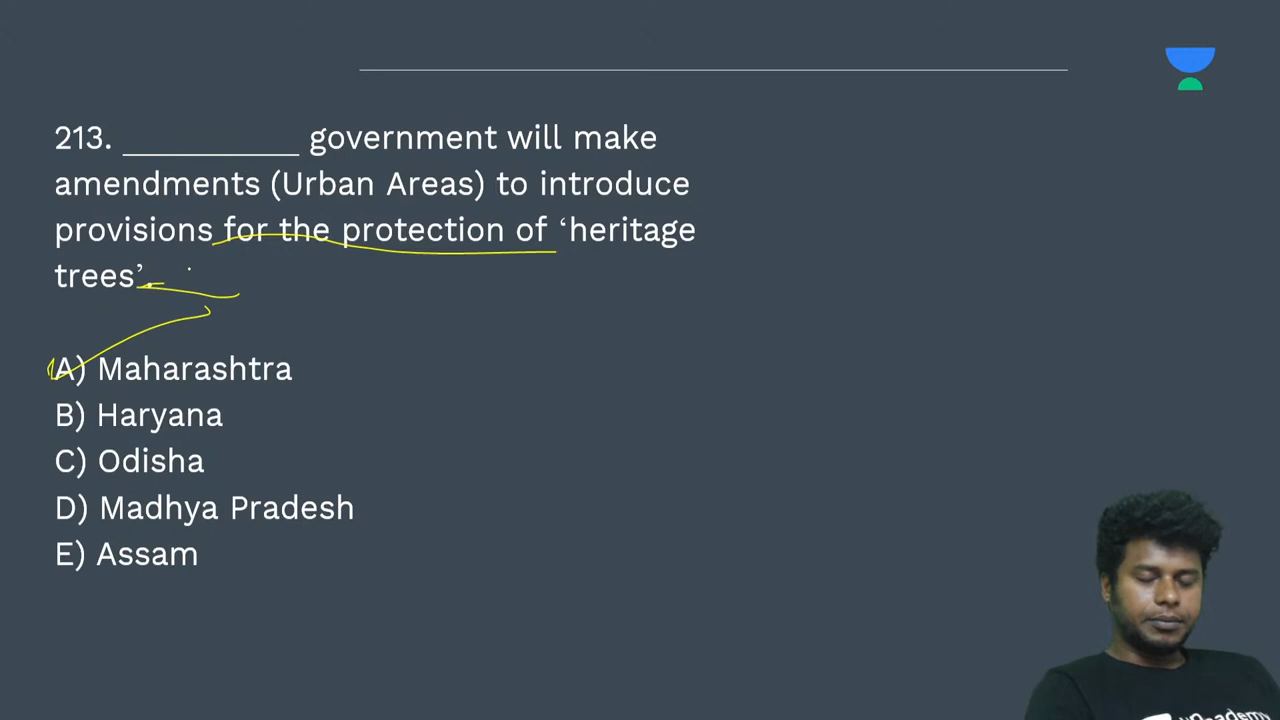 213. __________ government will make
amendments (Urban Areas) to introduce
provisions for the protection of ‘heritage
trees’.
A) Maharashtra
B) Haryana
C) Odisha
D) Madhya Pradesh
E) Assam